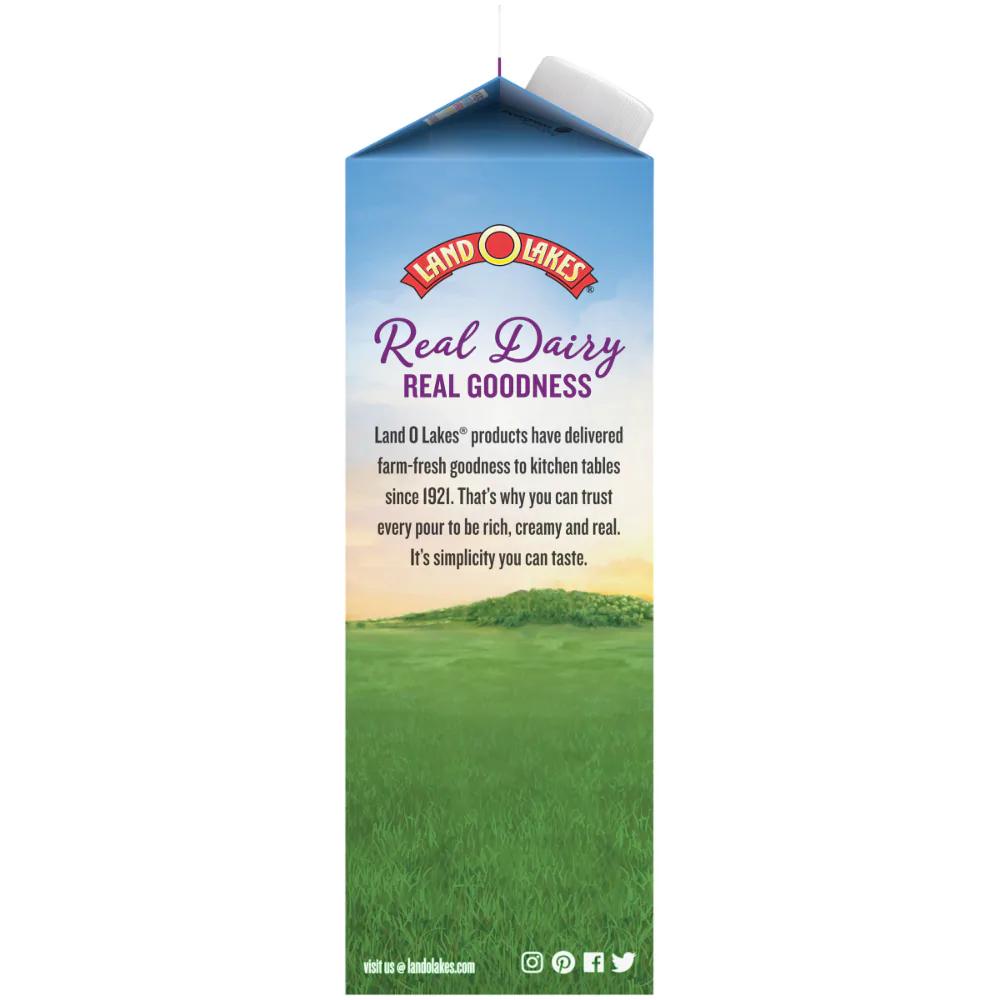 LAND O LAKES®
Real Dairy
REAL GOODNESS
Land O Lakes® products have delivered
farm-fresh goodness to kitchen tables
since 1921. That's why you can trust
every pour to be rich, creamy and real.
It's simplicity you can taste.
visit us @ landolakes.com